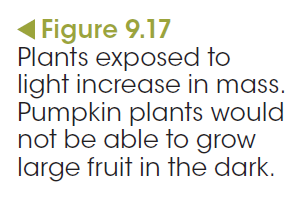 ◀ Figure 9.17
Plants exposed to
light increase in mass.
Pumpkin plants would
not be able to grow
large fruit in the dark.